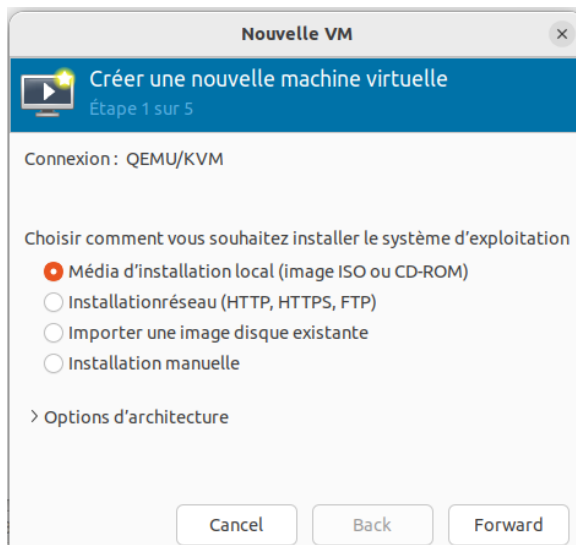 Nouvelle VM
Créer une nouvelle machine virtuelle
Étape 1 sur 5
Connexion : QEMU/KVM
Choisir comment vous souhaitez installer le système d'exploitation
Média d'installation local (image ISO ou CD-ROM)
Installationréseau (HTTP, HTTPS, FTP)
Importer une image disque existante
Installation manuelle
Options d'architecture
Cancel Back Forward